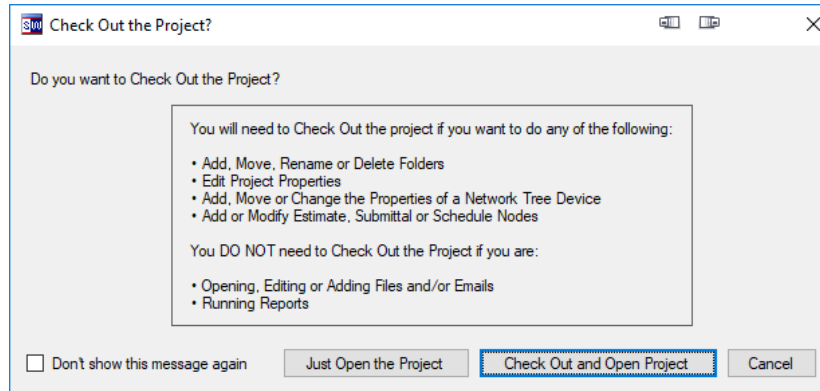 SW Check Out the Project?
Do you want to Check Out the Project?
You will need to Check Out the project if you want to do any of the following:
• Add, Move, Rename or Delete Folders
• Edit Project Properties
• Add, Move or Change the Properties of a Network Tree Device
• Add or Modify Estimate, Submittal or Schedule Nodes
You DO NOT need to Check Out the Project if you are:
• Opening, Editing or Adding Files and/or Emails
• Running Reports
Don't show this message again Just Open the Project Check Out and Open Project Cancel